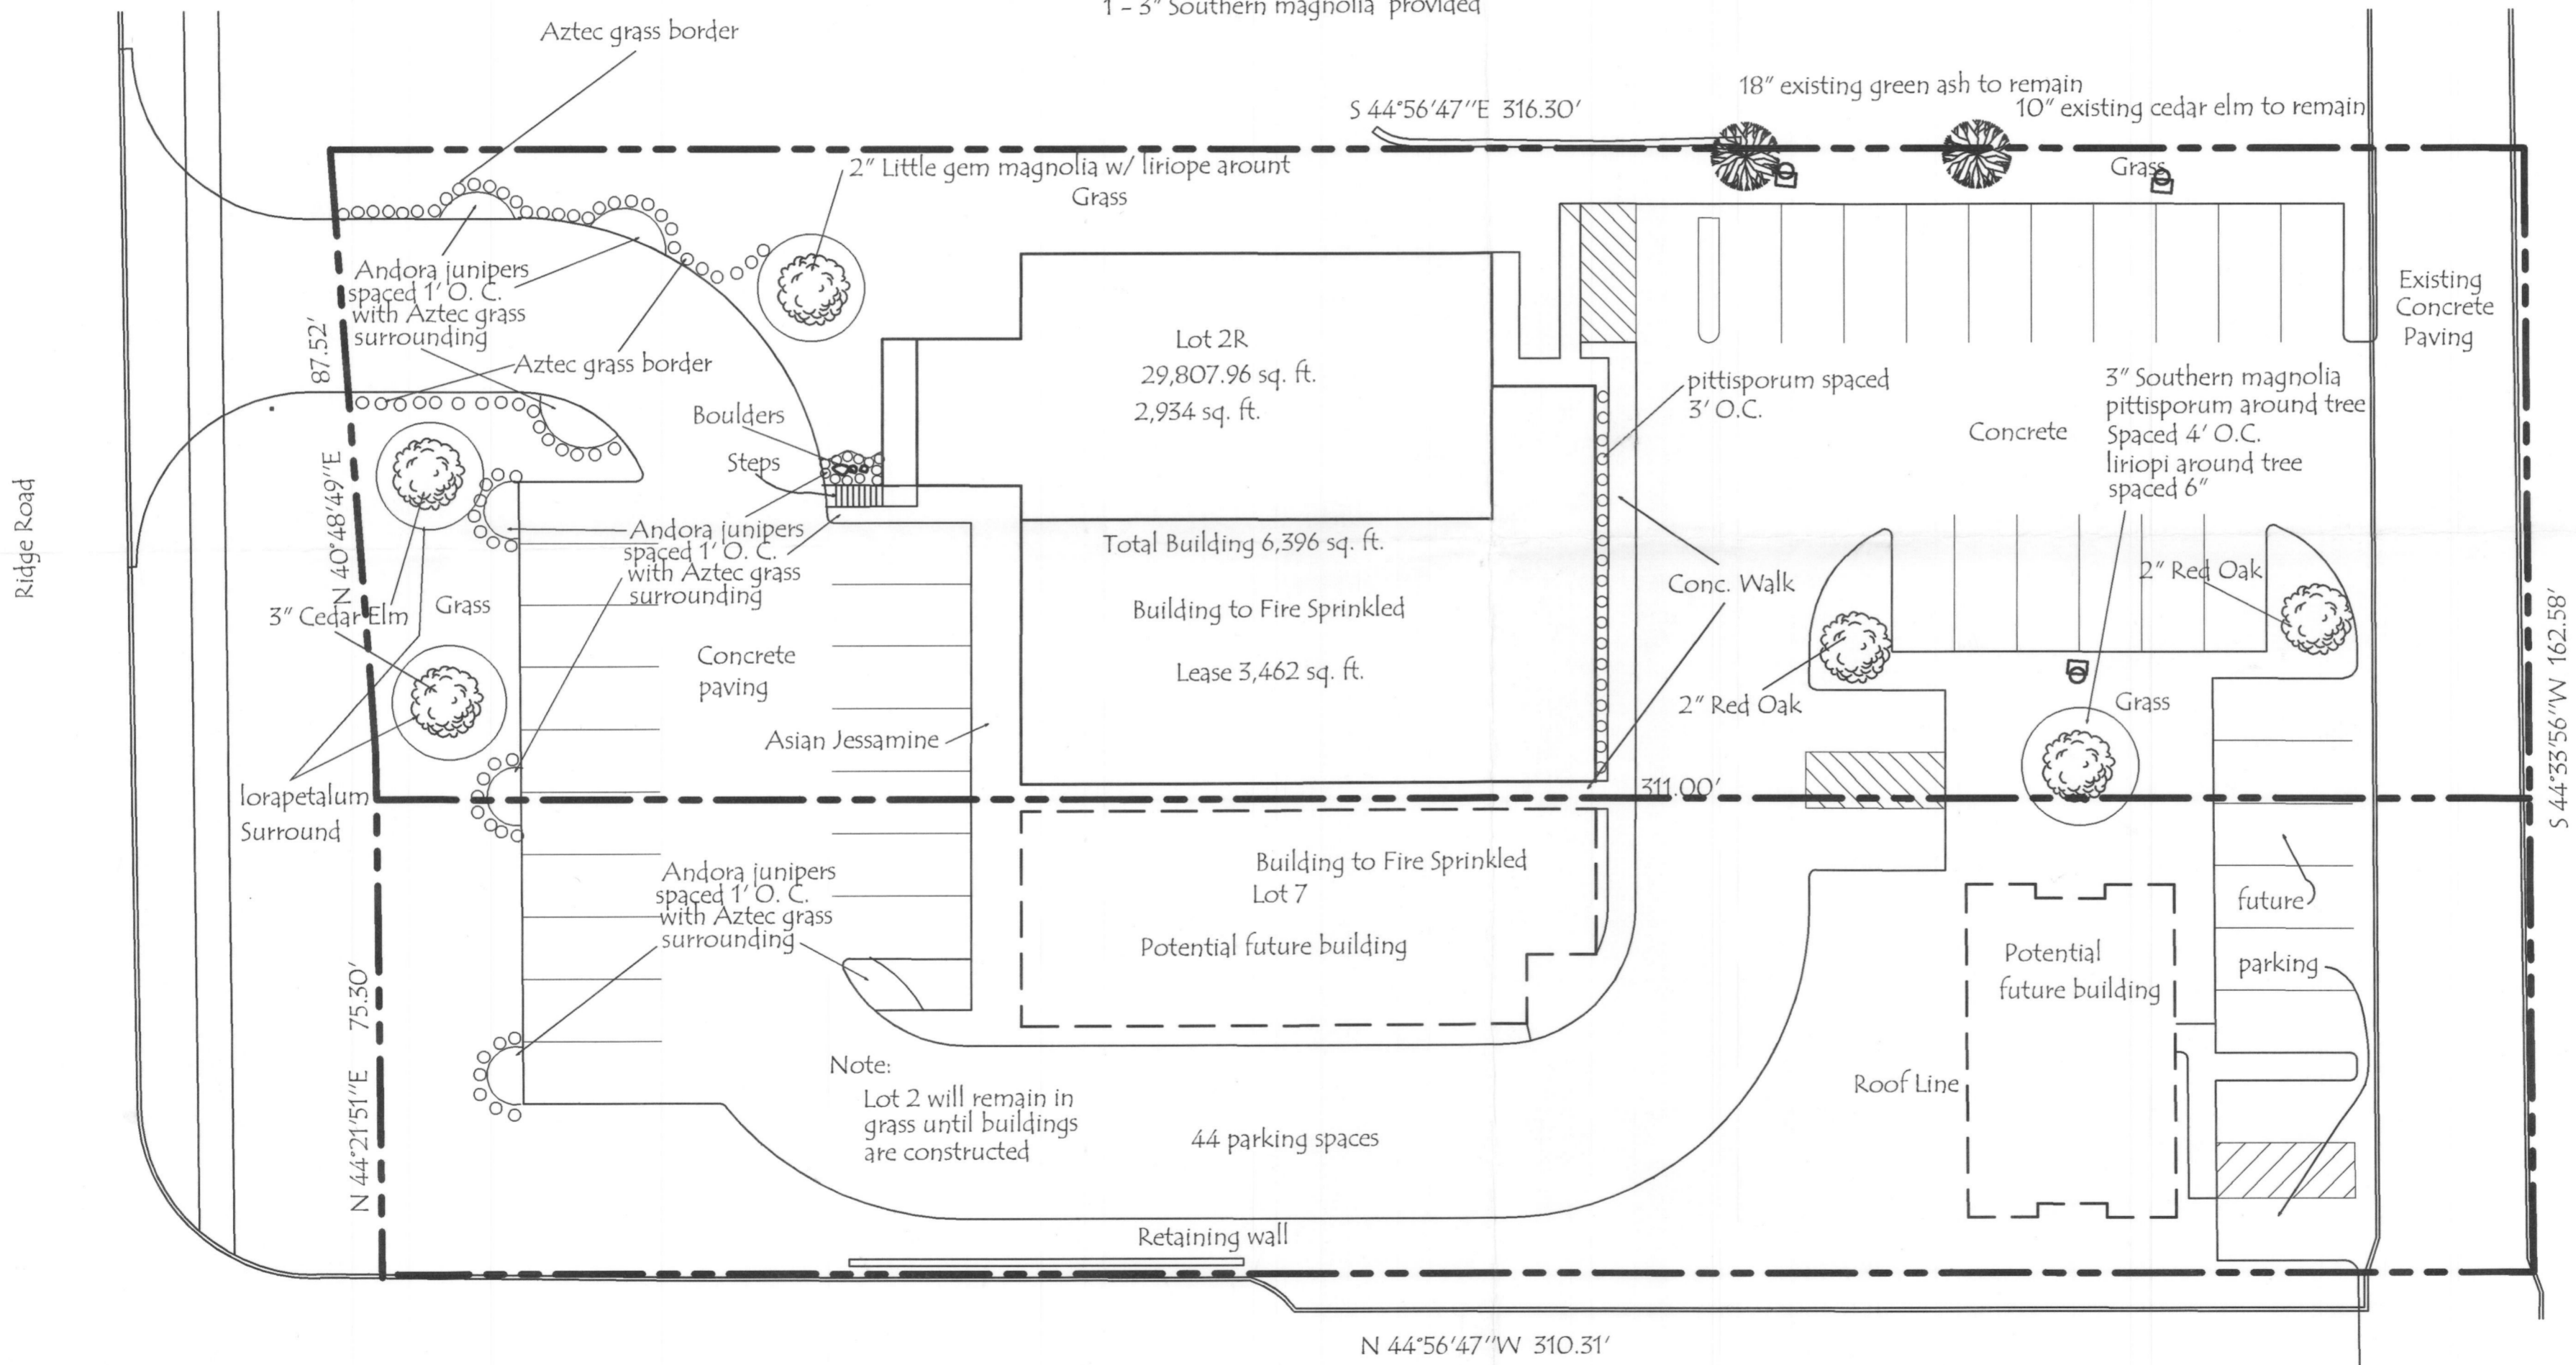 1 - 3" Southern magnolia provided
Aztec grass border
18" existing green ash to remain
S 44°56'47"E 316.30'
10" existing cedar elm to remain
2" Little gem magnolia w/ liriope arount
Grass
Grass
Andora junipers
spaced 1' O. C.
with Aztec grass
surrounding
Existing
Concrete
Paving
87.52'
N 40°48'49"E
Aztec grass border
Lot 2R
29,807.96 sq. ft.
2,934 sq. ft.
pittisporum spaced
3' O.C.
3" Southern magnolia
pittisporum around tree
Spaced 4' O.C.
liriopi around tree
spaced 6"
Boulders
Steps
Concrete
Ridge Road
Andora junipers
spaced 1' O. C.
with Aztec grass
surrounding
Total Building 6,396 sq. ft.
Building to Fire Sprinkled
Lease 3,462 sq. ft.
Conc. Walk
2" Red Oak
3" Cedar Elm
Grass
Concrete
paving
2" Red Oak
Grass
S 44°33'56"W 162.58'
Asian Jessamine
lorapetalum
Surround
311.00'
Andora junipers
spaced 1' O. C.
with Aztec grass
surrounding
Building to Fire Sprinkled
Lot 7
Potential future building
future
parking
Potential
future building
N 44°21'51"E 75.30'
Note:
Lot 2 will remain in
grass until buildings
are constructed
44 parking spaces
Roof Line
Retaining wall
N 44°56'47"W 310.31'